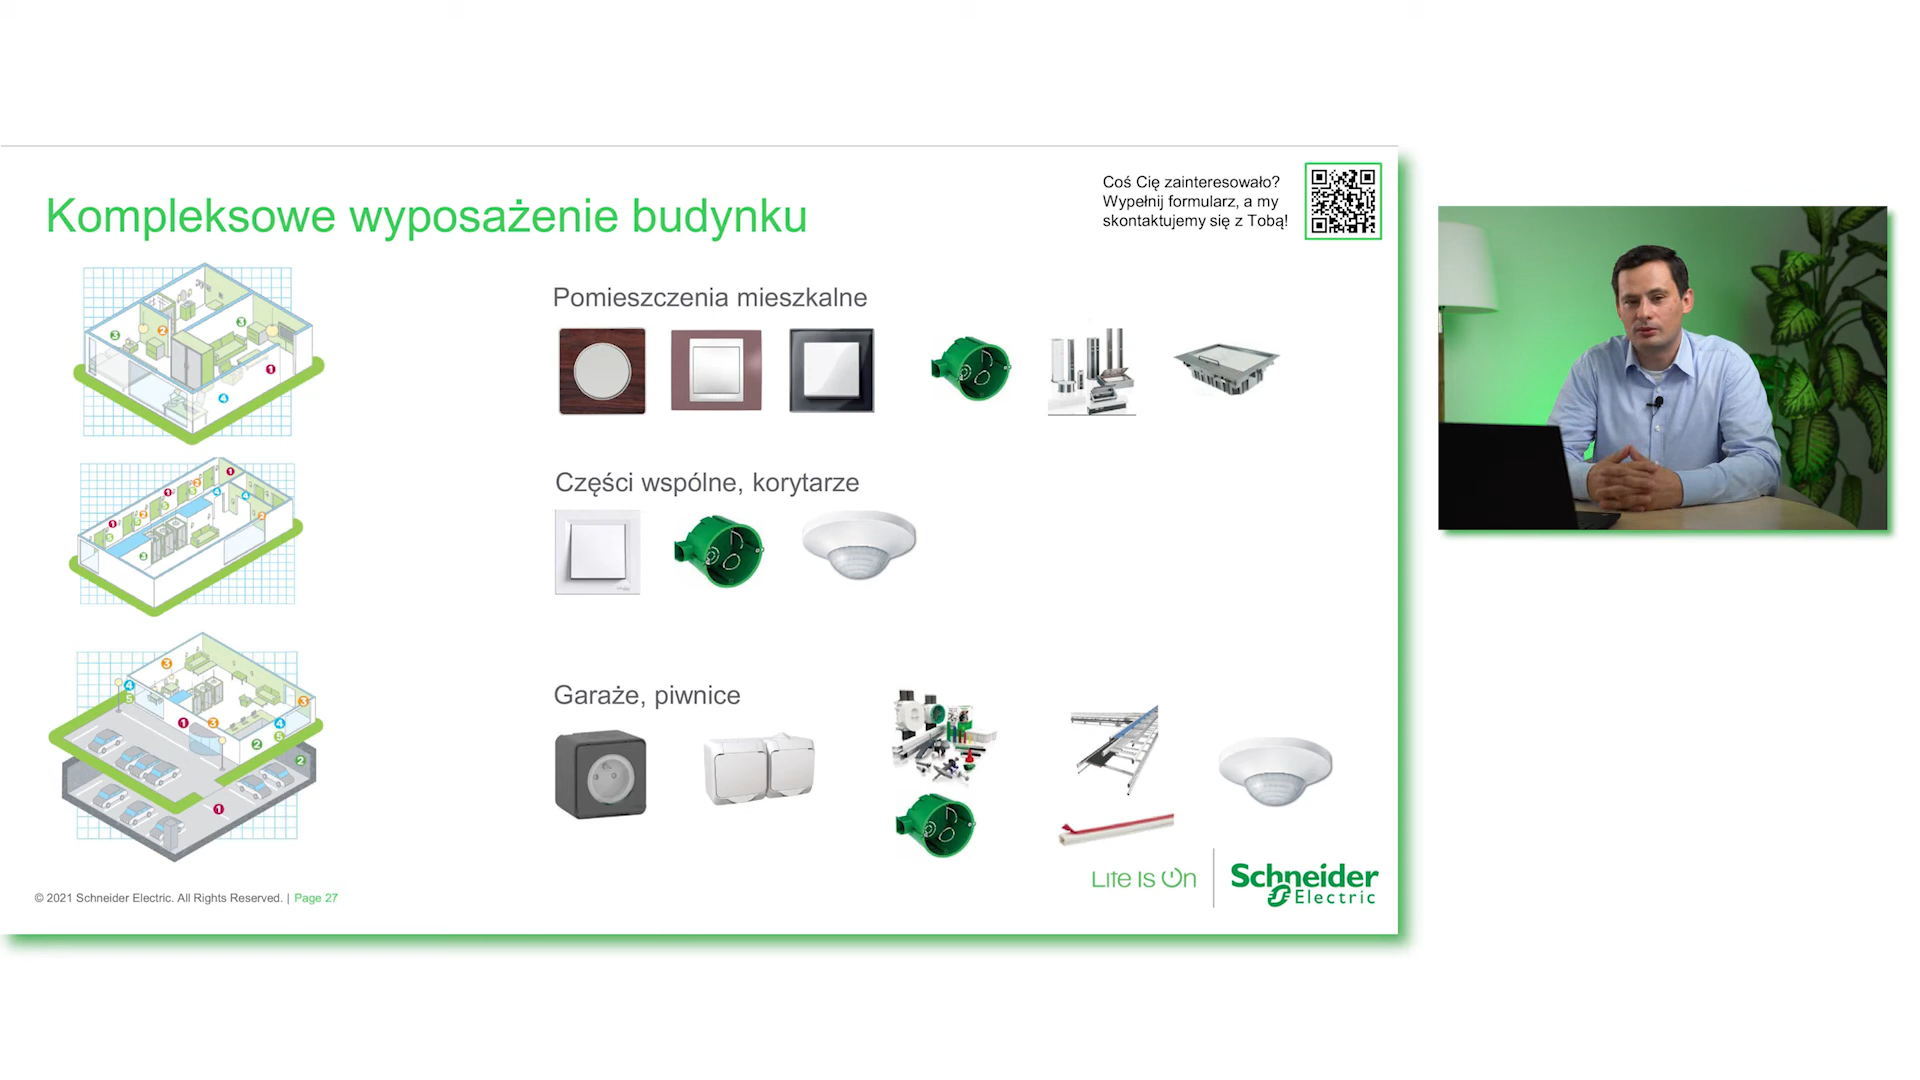 Coś Cię zainteresowało?
Wypełnij formularz, a my
skontaktujemy się z Tobą!
Kompleksowe wyposażenie budynku
Pomieszczenia mieszkalne
Części wspólne, korytarze
Garaże, piwnice
Life Is On
Schneider
Electric
© 2021 Schneider Electric. All Rights Reserved. | Page 27